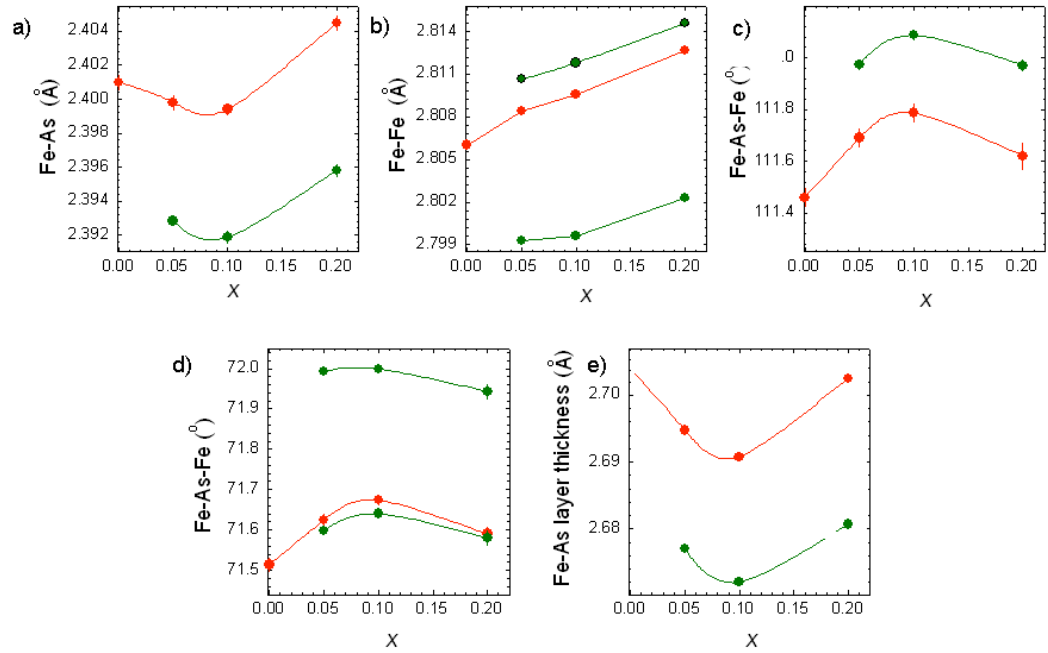 a)
Fe-As (Å)
2.404
2.402
2.400
2.398
2.396
2.394
2.393
2.391
0.00 0.05 0.10 0.15 0.20
X
b)
Fe-Fe (Å)
2.814
2.811
2.808
2.805
2.802
2.799
0.00 0.05 0.10 0.15 0.20
X
c)
Fe-As-Fe (⁰)
.0
111.8
111.6
111.4
0.00 0.05 0.10 0.15 0.20
X
d)
Fe-As-Fe (⁰)
72.0
71.9
71.8
71.7
71.6
71.5
0.00 0.05 0.10 0.15 0.20
X
e)
Fe-As layer thickness (Å)
2.70
2.69
2.68
0.00 0.05 0.10 0.15 0.20
X